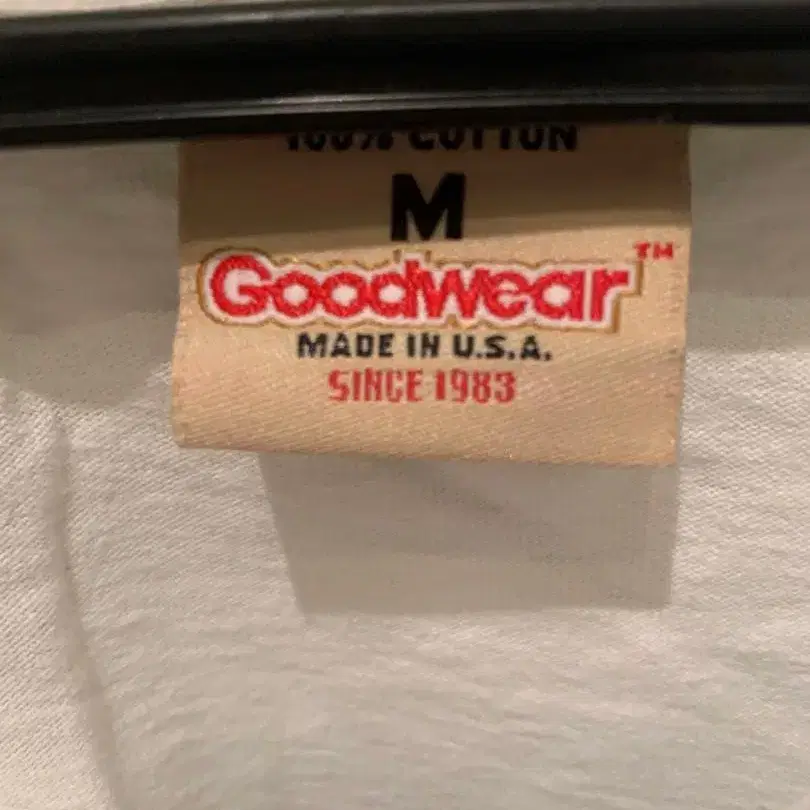 100% COTTON
M
Goodwear™
MADE IN U.S.A.
SINCE 1983